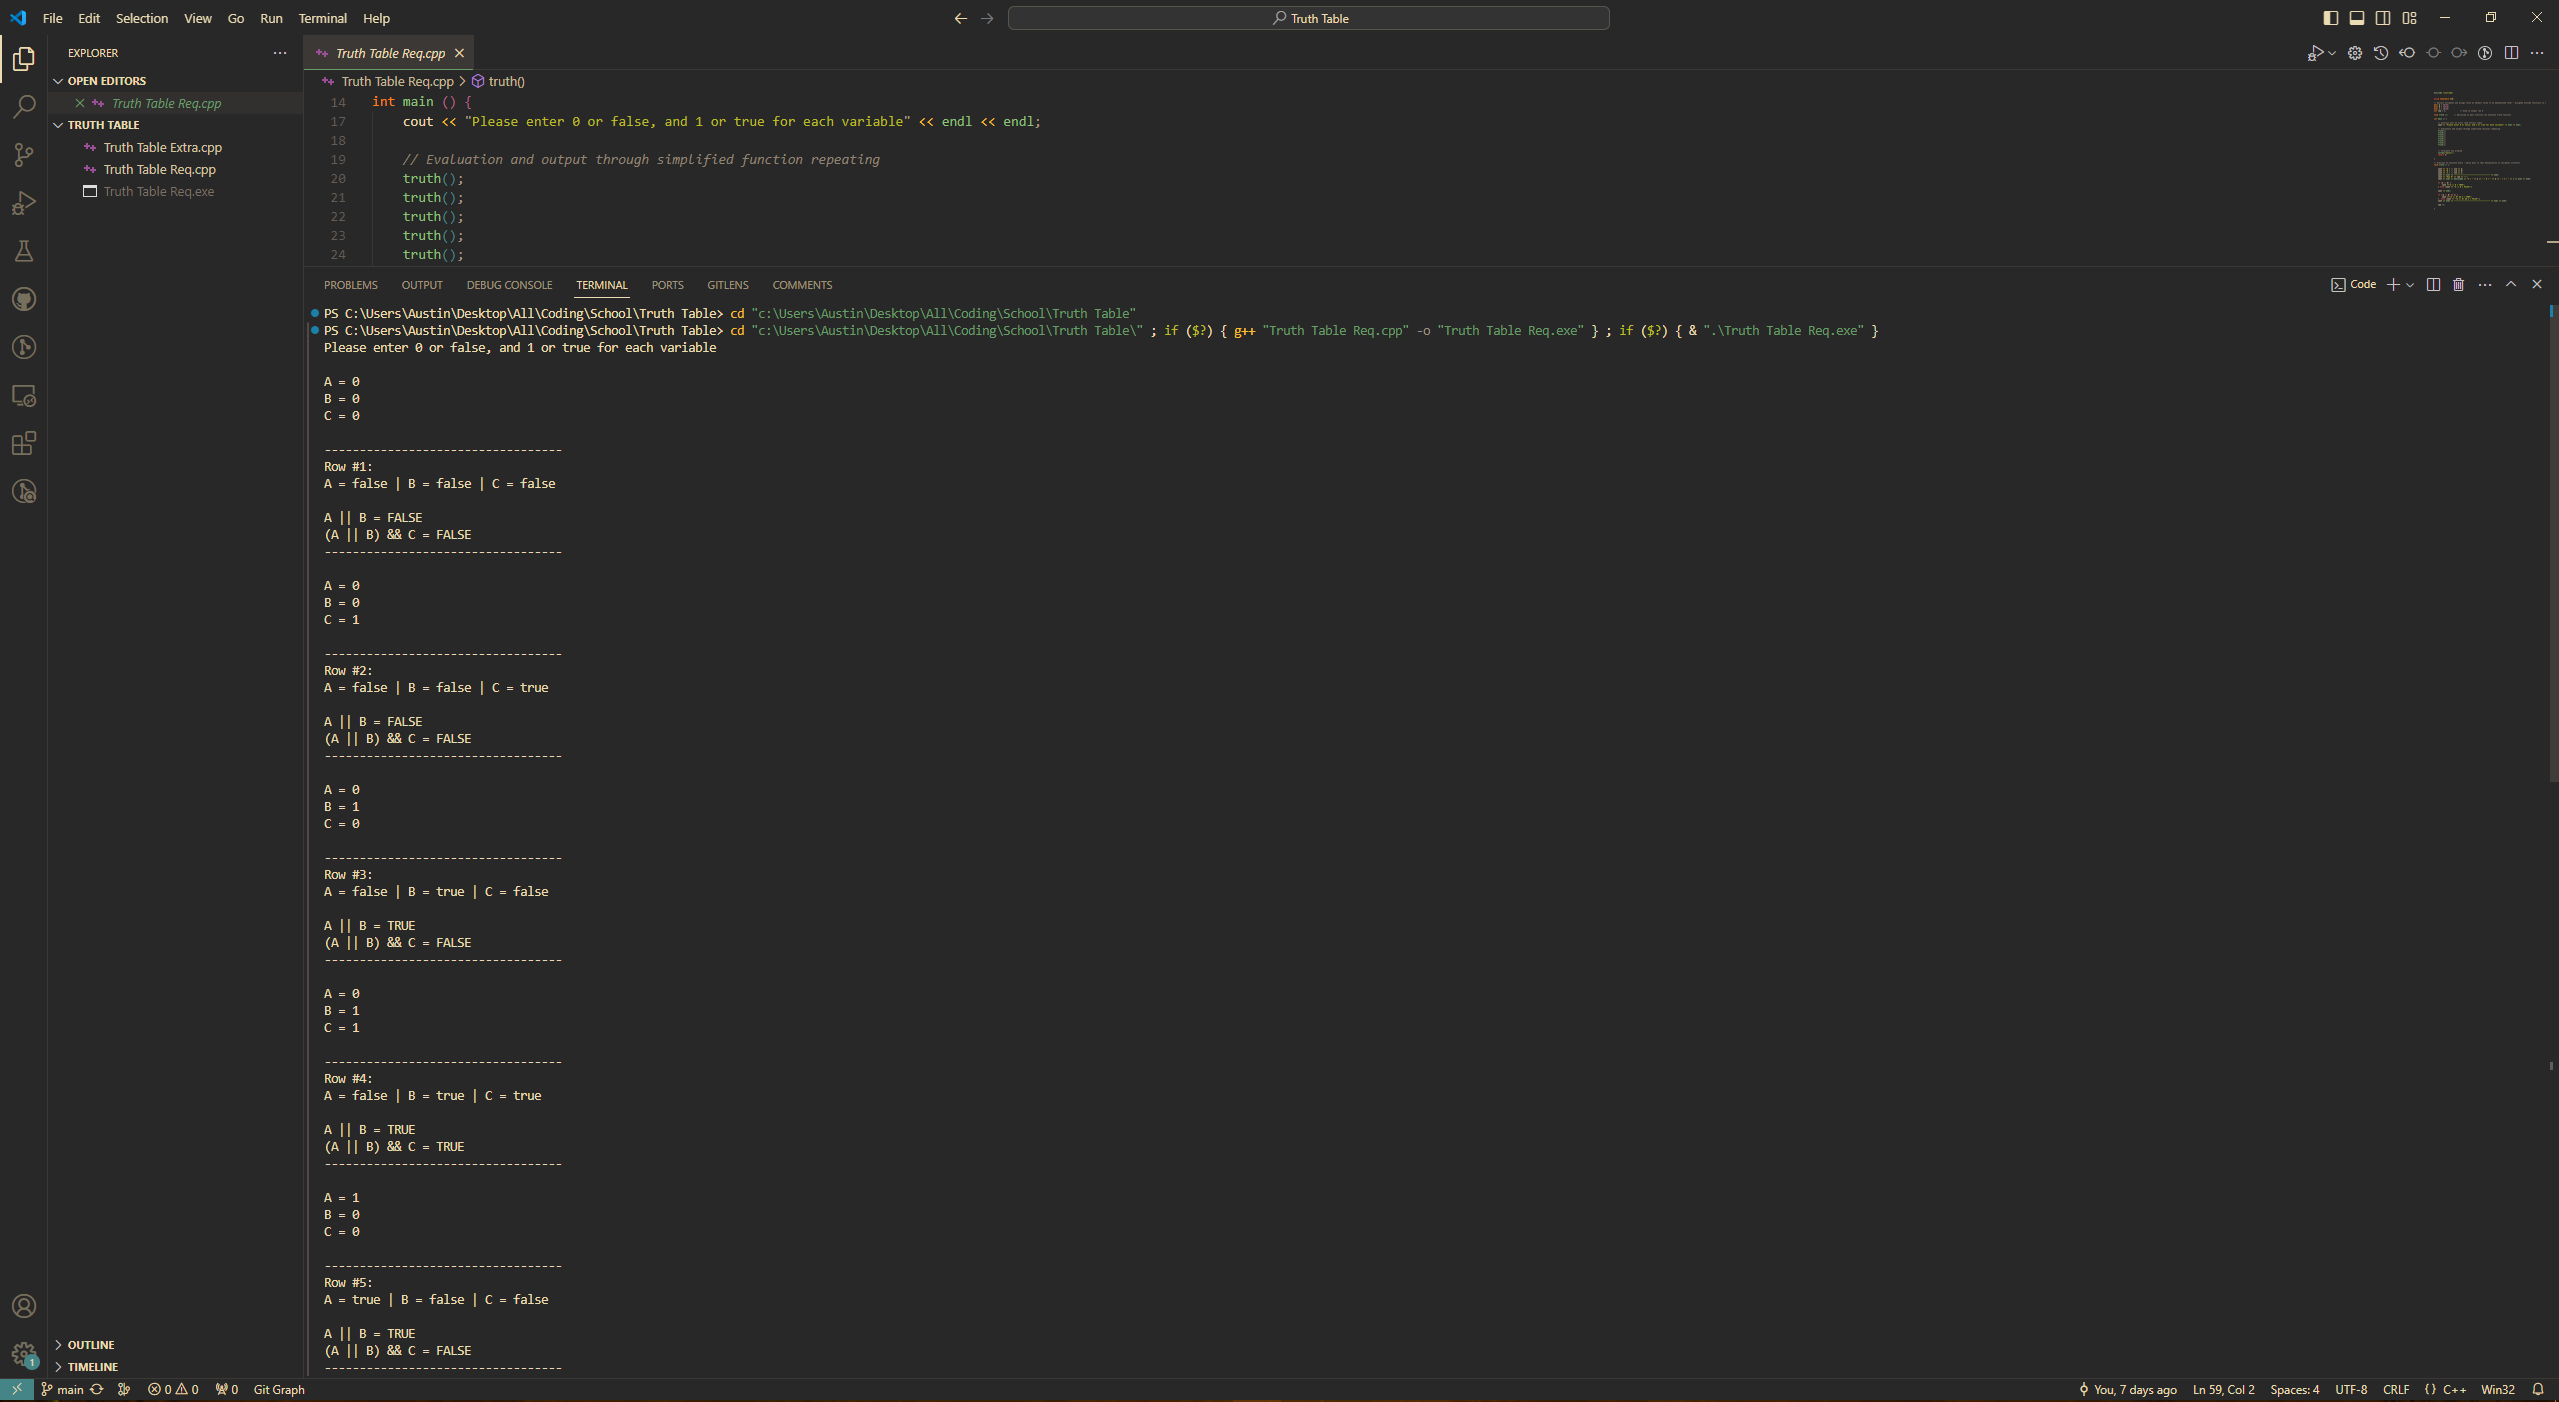 File Edit Selection View Go Run Terminal Help
Truth Table
EXPLORER
OPEN EDITORS
Truth Table Req.cpp
TRUTH TABLE
Truth Table Extra.cpp
Truth Table Req.cpp
Truth Table Req.exe
OUTLINE
TIMELINE
Truth Table Req.cpp
Truth Table Req.cpp > truth()
14 int main () {
17 cout << "Please enter 0 or false, and 1 or true for each variable" << endl << endl;
18
19 // Evaluation and output through simplified function repeating
20 truth();
21 truth();
22 truth();
23 truth();
24 truth();
PROBLEMS OUTPUT DEBUG CONSOLE TERMINAL PORTS GITLENS COMMENTS
Code
PS C:\Users\Austin\Desktop\All\Coding\School\Truth Table> cd "c:\Users\Austin\Desktop\All\Coding\School\Truth Table"
PS C:\Users\Austin\Desktop\All\Coding\School\Truth Table> cd "c:\Users\Austin\Desktop\All\Coding\School\Truth Table\" ; if ($?) { g++ "Truth Table Req.cpp" -o "Truth Table Req.exe" } ; if ($?) { & ".\Truth Table Req.exe" }
Please enter 0 or false, and 1 or true for each variable
A = 0
B = 0
C = 0
----------------------------------
Row #1:
A = false | B = false | C = false
A || B = FALSE
(A || B) && C = FALSE
----------------------------------
A = 0
B = 0
C = 1
----------------------------------
Row #2:
A = false | B = false | C = true
A || B = FALSE
(A || B) && C = FALSE
----------------------------------
A = 0
B = 1
C = 0
----------------------------------
Row #3:
A = false | B = true | C = false
A || B = TRUE
(A || B) && C = FALSE
----------------------------------
A = 0
B = 1
C = 1
----------------------------------
Row #4:
A = false | B = true | C = true
A || B = TRUE
(A || B) && C = TRUE
----------------------------------
A = 1
B = 0
C = 0
----------------------------------
Row #5:
A = true | B = false | C = false
A || B = TRUE
(A || B) && C = FALSE
----------------------------------
1
main 0 0 0 Git Graph
You, 7 days ago Ln 59, Col 2 Spaces: 4 UTF-8 CRLF {} C++ Win32